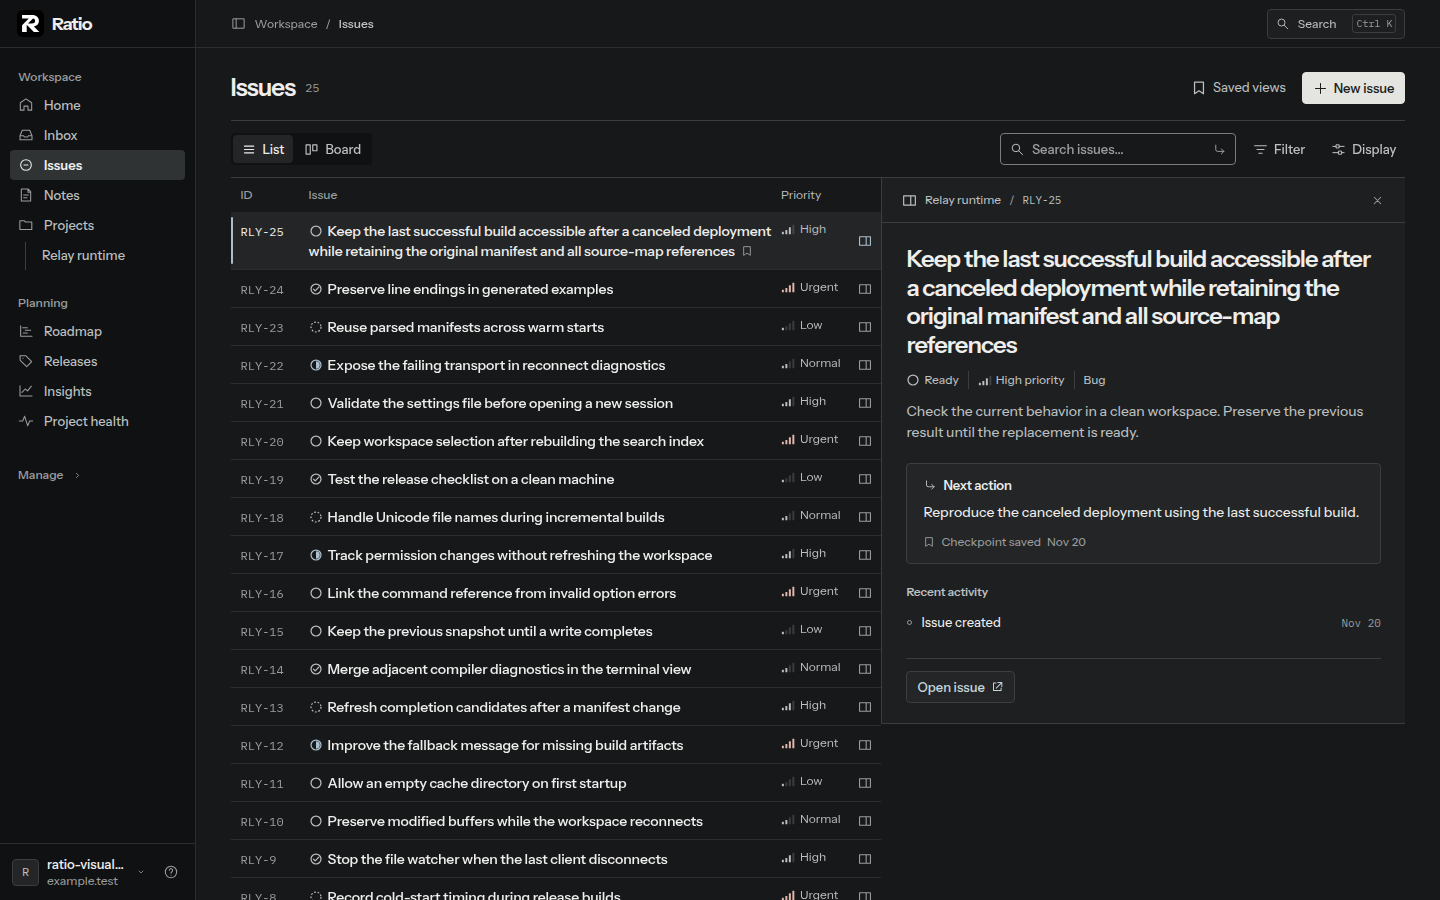 Ratio
Workspace
Home
Inbox
Issues
Notes
Projects
Relay runtime
Planning
Roadmap
Releases
Insights
Project health
Manage
R
ratio-visual...
example.test
Workspace / Issues
Search Ctrl K
Issues 25
Saved views
New issue
List
Board
Search issues...
Filter
Display
ID Issue Priority
RLY-25 Keep the last successful build accessible after a canceled deployment High
while retaining the original manifest and all source-map references
RLY-24 Preserve line endings in generated examples Urgent
RLY-23 Reuse parsed manifests across warm starts Low
RLY-22 Expose the failing transport in reconnect diagnostics Normal
RLY-21 Validate the settings file before opening a new session High
RLY-20 Keep workspace selection after rebuilding the search index Urgent
RLY-19 Test the release checklist on a clean machine Low
RLY-18 Handle Unicode file names during incremental builds Normal
RLY-17 Track permission changes without refreshing the workspace High
RLY-16 Link the command reference from invalid option errors Urgent
RLY-15 Keep the previous snapshot until a write completes Low
RLY-14 Merge adjacent compiler diagnostics in the terminal view Normal
RLY-13 Refresh completion candidates after a manifest change High
RLY-12 Improve the fallback message for missing build artifacts Urgent
RLY-11 Allow an empty cache directory on first startup Low
RLY-10 Preserve modified buffers while the workspace reconnects Normal
RLY-9 Stop the file watcher when the last client disconnects High
RLY-8 Record cold-start timing during release builds Urgent
Relay runtime / RLY-25
Keep the last successful build accessible after
a canceled deployment while retaining the
original manifest and all source-map
references
Ready High priority Bug
Check the current behavior in a clean workspace. Preserve the previous
result until the replacement is ready.
Next action
Reproduce the canceled deployment using the last successful build.
Checkpoint saved Nov 20
Recent activity
Issue created Nov 20
Open issue